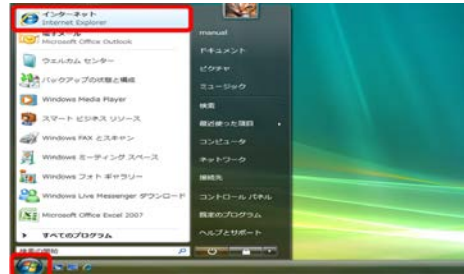 インターネット
Internet Explorer
電子メール
Microsoft Office Outlook
ウェルカム センター
バックアップの状態と構成
Windows Media Player
スマート ビジネス リソース
Windows FAX とスキャン
Windows ミーティング スペース
Windows フォト ギャラリー
Windows Live Messenger ダウンロード
Microsoft Office Excel 2007
すべてのプログラム
検索の開始
manual
ドキュメント
ピクチャ
ミュージック
検索
最近使った項目
コンピュータ
ネットワーク
接続先
コントロール パネル
既定のプログラム
ヘルプとサポート